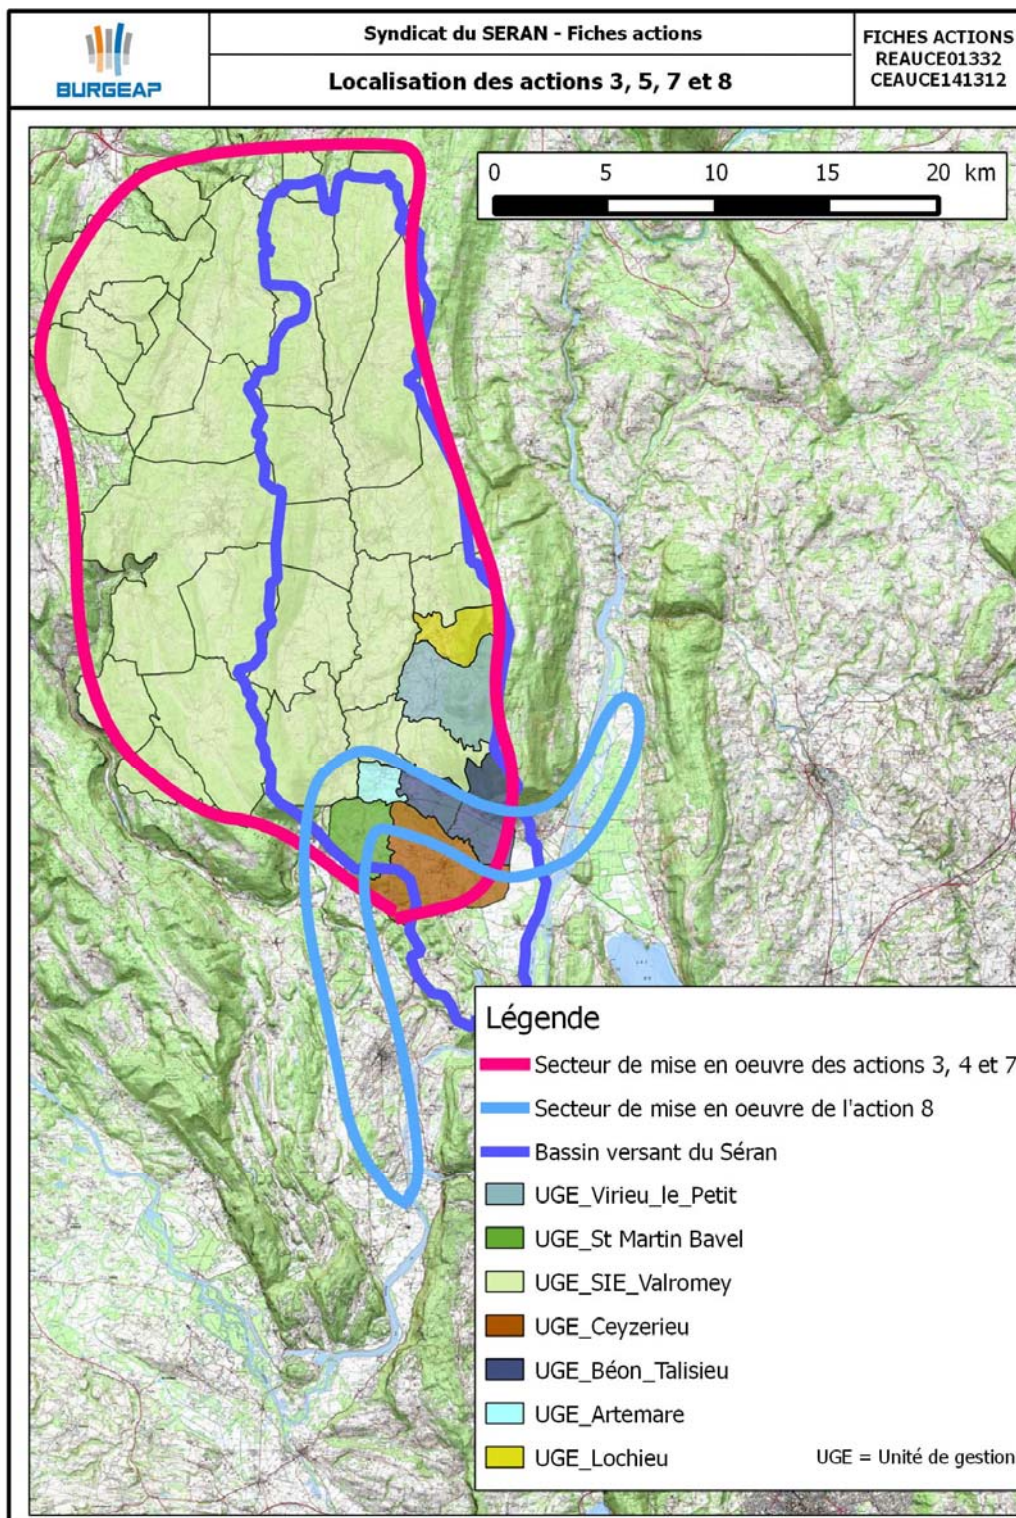 BURGEAP
Syndicat du SERAN - Fiches actions
Localisation des actions 3, 5, 7 et 8
FICHES ACTIONS
REAUCE01332
CEAUCE141312
0 5 10 15 20 km
Légende
Secteur de mise en oeuvre des actions 3, 4 et 7
Secteur de mise en oeuvre de l'action 8
Bassin versant du Séran
UGE_Virieu_le_Petit
UGE_St Martin Bavel
UGE_SIE_Valromey
UGE_Ceyzerieu
UGE_Béon_Talisieu
UGE_Artemare
UGE_Lochieu
UGE = Unité de gestion